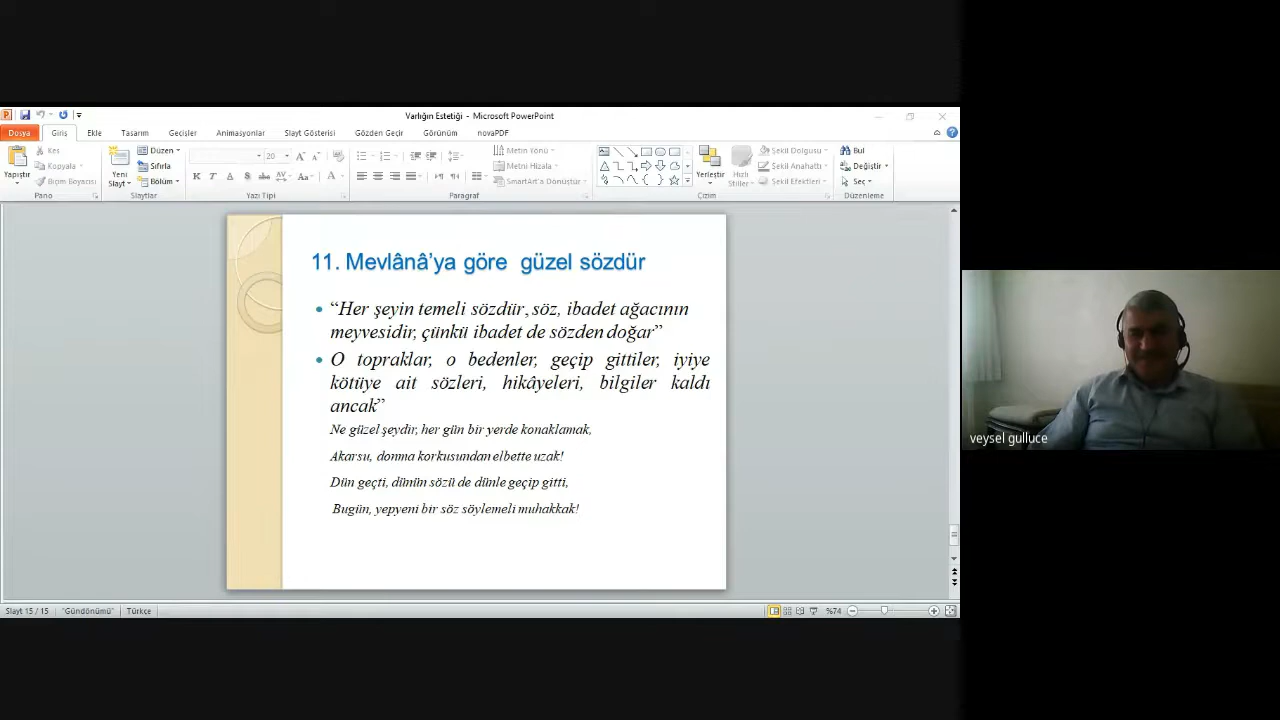 Varlığın Estetiği - Microsoft PowerPoint
Dosya Giriş Ekle Tasarım Geçişler Animasyonlar Slayt Gösterisi Gözden Geçir Görünüm novaPDF
Yapıştır
Kes
Kopyala
Biçim Boyacısı
Pano
Yeni Slayt
Düzen
Sıfırla
Bölüm
Slaytlar
20
K T A S abc AV Aa A
Yazı Tipi
Metin Yönü
Metni Hizala
SmartArt'a Dönüştür
Paragraf
Yerleştir
Hızlı Stiller
Şekil Dolgusu
Şekil Anahattı
Şekil Efektleri
Çizim
Bul
Değiştir
Seç
Düzenleme
11. Mevlânâ’ya göre güzel sözdür
“Her şeyin temeli sözdür, söz, ibadet ağacının
meyvesidir, çünkü ibadet de sözden doğar”
O topraklar, o bedenler, geçip gittiler, iyiye
kötüye ait sözleri, hikâyeleri, bilgiler kaldı
ancak”
Ne güzel şeydir, her gün bir yerde konaklamak,
Akarsu, donma korkusundan elbette uzak!
Dün geçti, dünün sözü de dünle geçip gitti,
Bugün, yepyeni bir söz söylemeli muhakkak!
veysel gulluce
Slayt 15 / 15 "Gündönümü" Türkçe %74